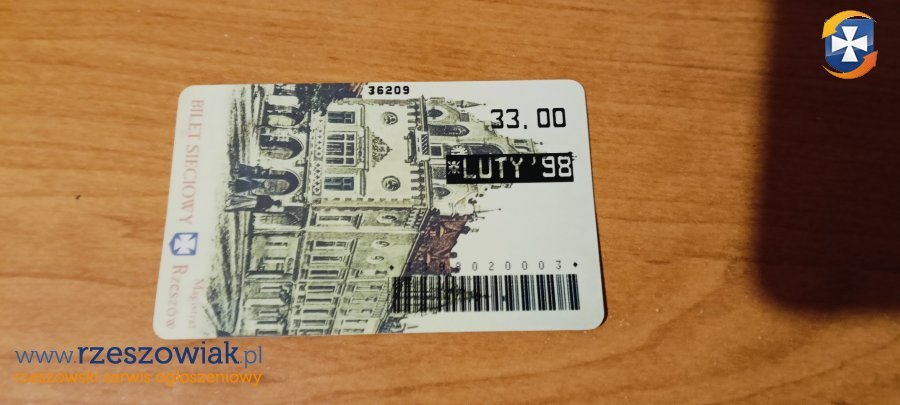 36209
33.00
*LUTY '98
BILET SIECIOWY Rzeszów
Magistrat
www.rzeszowiak.pl
rzeszowski serwis ogłoszeniowy